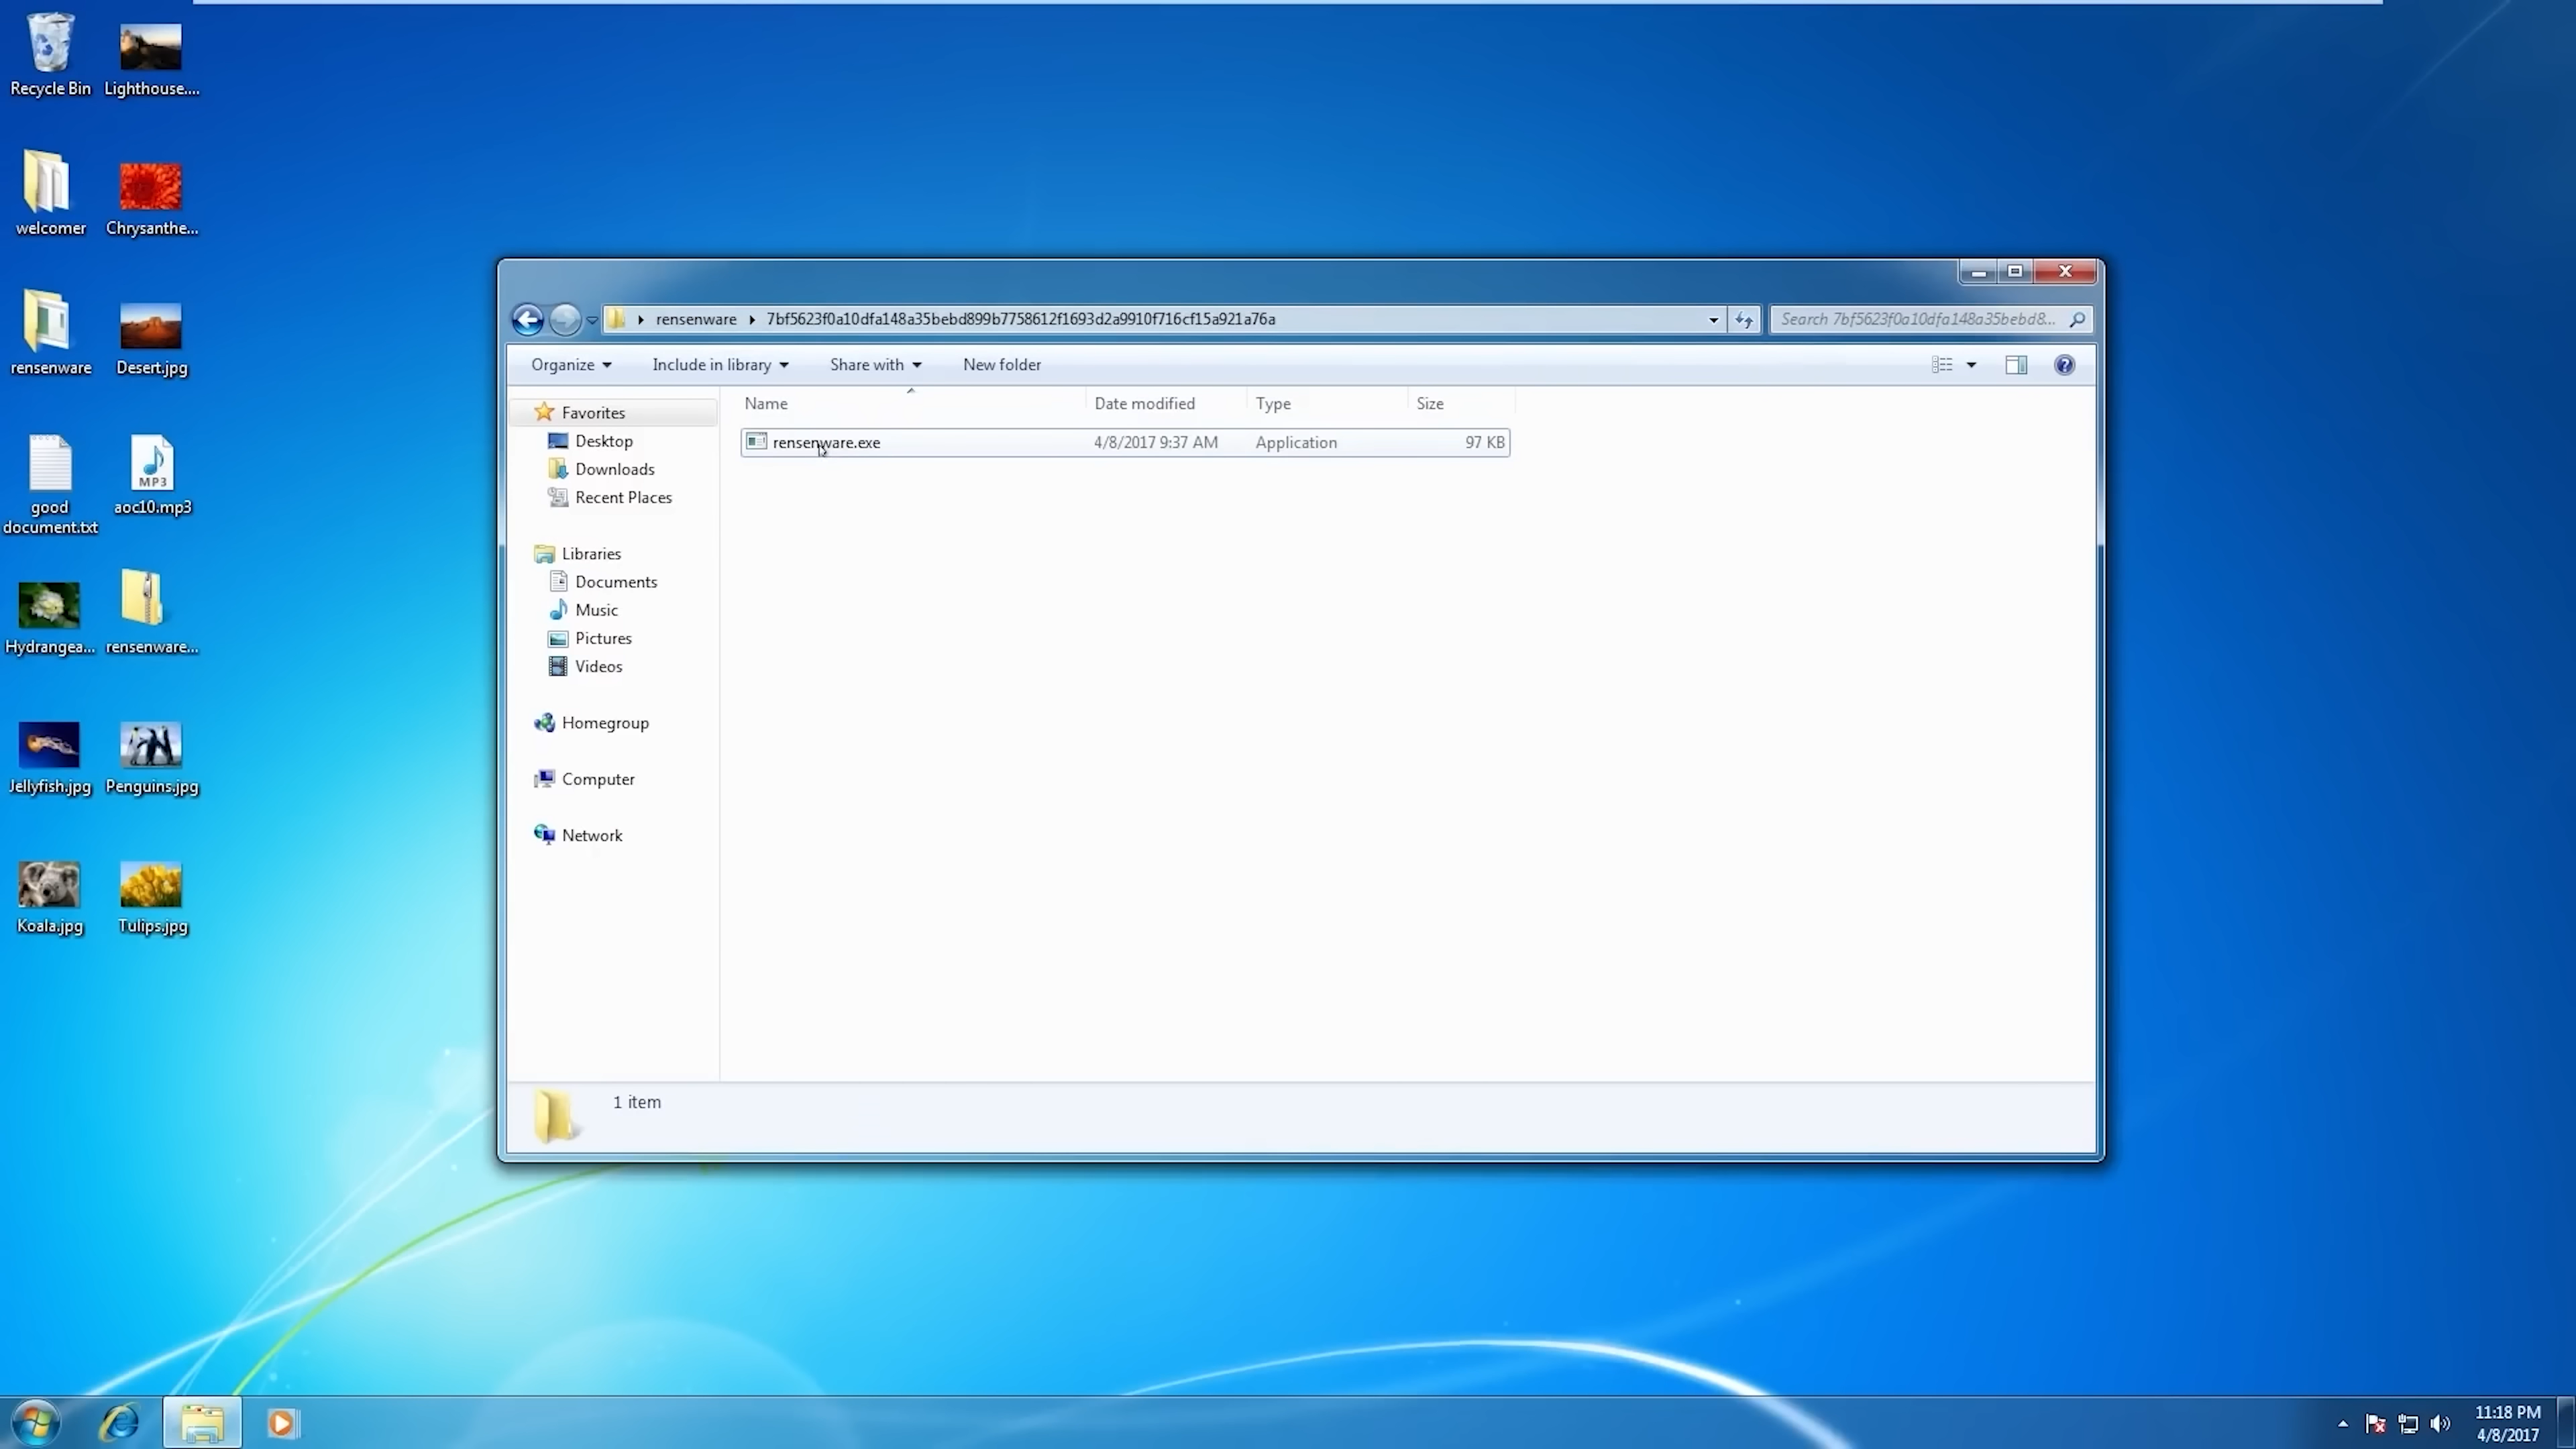 Recycle Bin
Lighthouse....
welcomer
Chrysanthe...
rensenware
Desert.jpg
good
document.txt
MP3
aoc10.mp3
Hydrangea...
rensenware...
Jellyfish.jpg
Penguins.jpg
Koala.jpg
Tulips.jpg
rensenware
7bf5623f0a10dfa148a35bebd899b7758612f1693d2a9910f716cf15a921a76a
Search 7bf5623f0a10dfa148a35bebd8...
Organize
Include in library
Share with
New folder
Favorites
Desktop
Downloads
Recent Places
Libraries
Documents
Music
Pictures
Videos
Homegroup
Computer
Network
Name
Date modified
Type
Size
rensenware.exe
4/8/2017 9:37 AM
Application
97 KB
1 item
11:18 PM
4/8/2017